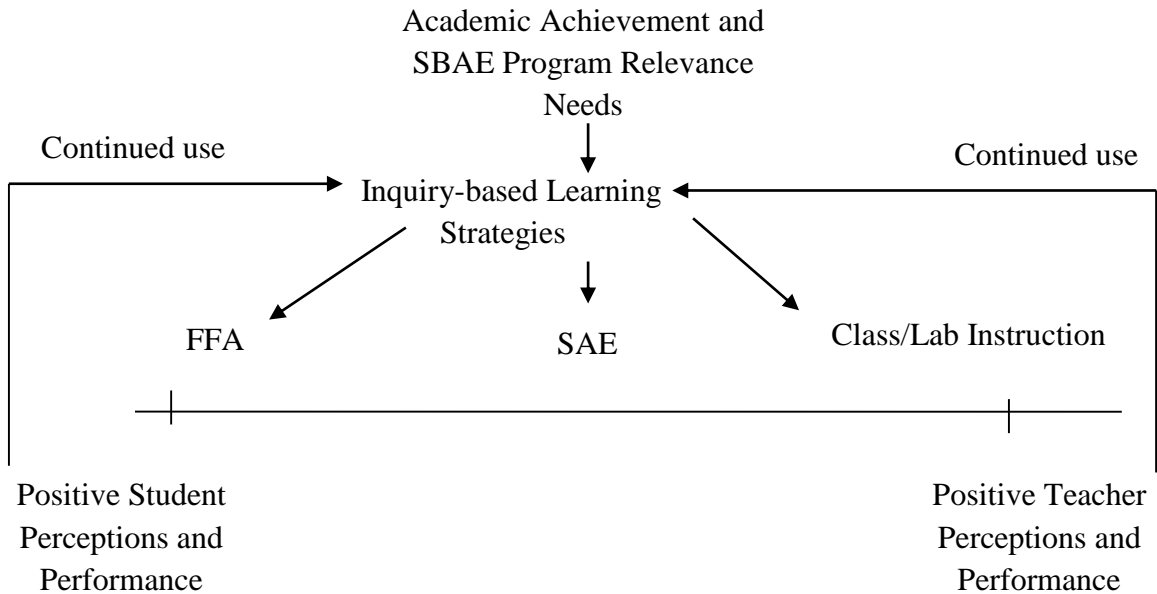 Academic Achievement and
SBAE Program Relevance
Needs
Continued use
Continued use
Inquiry-based Learning
Strategies
FFA
SAE
Class/Lab Instruction
Positive Student
Perceptions and
Performance
Positive Teacher
Perceptions and
Performance